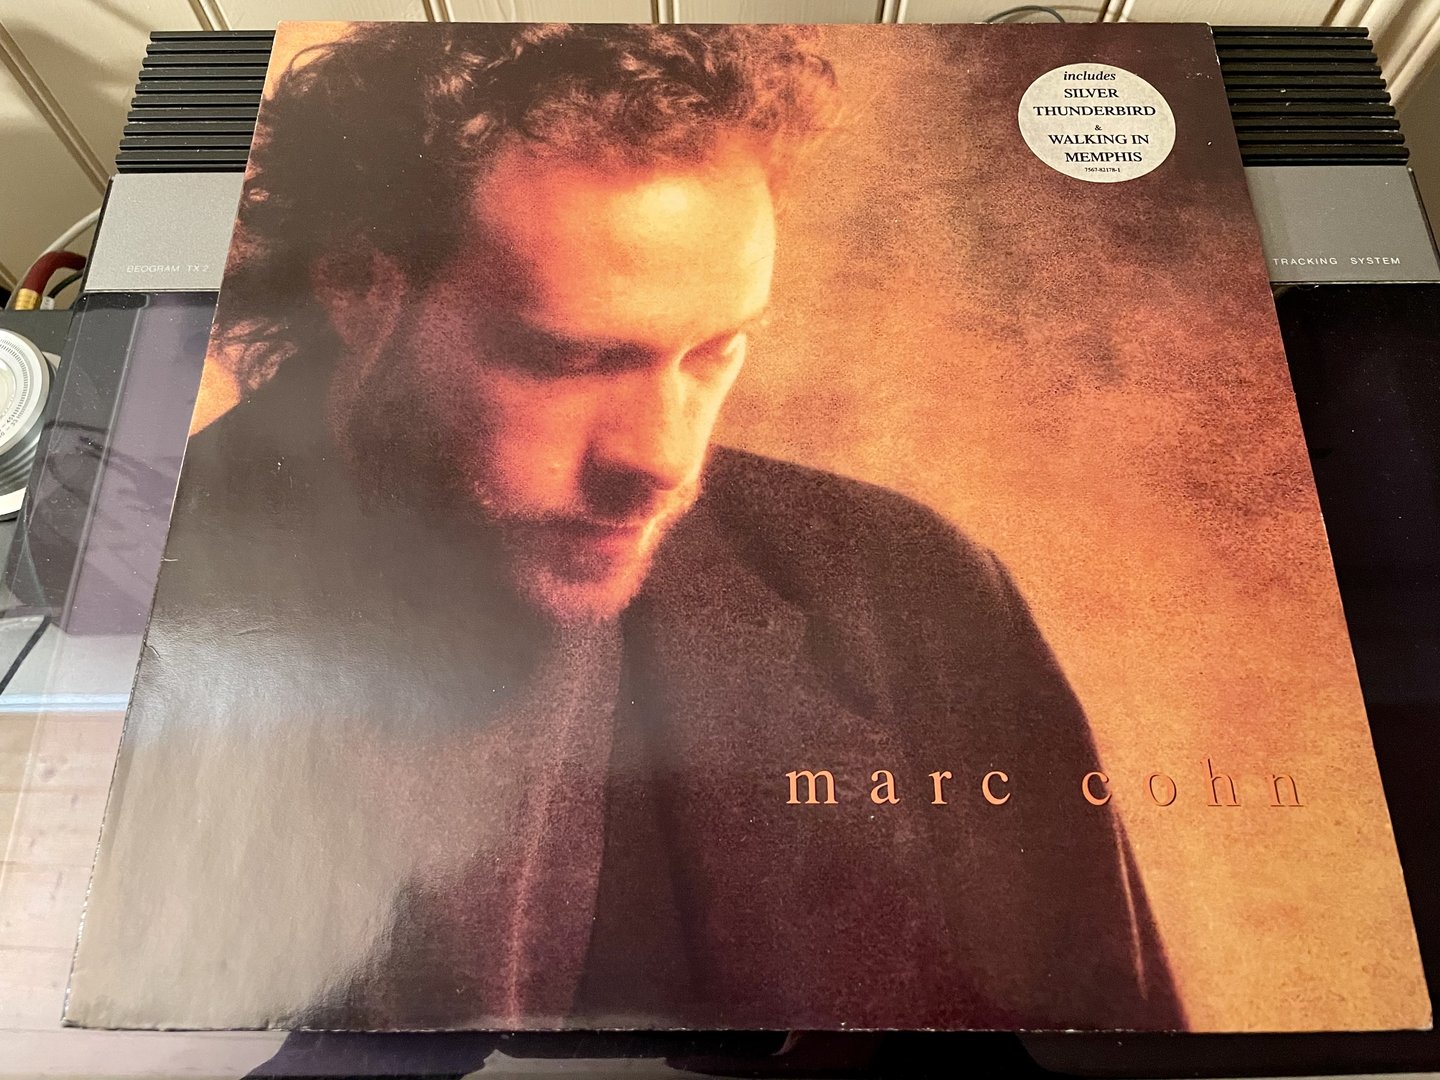 includes
SILVER
THUNDERBIRD
&
WALKING IN
MEMPHIS
7567-82178-1
BEOGRAM TX 2
TRACKING SYSTEM
marc cohn